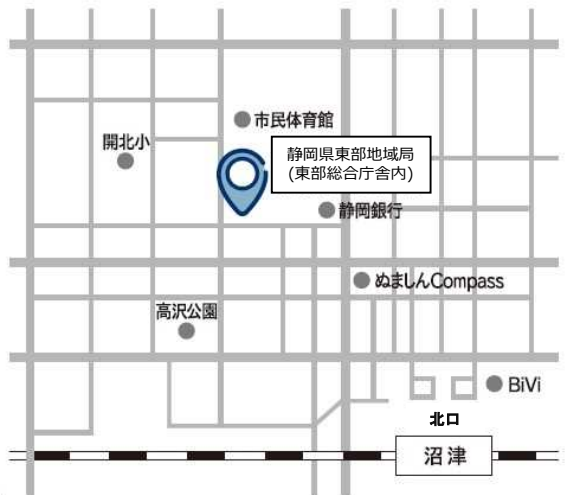 市民体育館
開北小
静岡県東部地域局
(東部総合庁舎内)
静岡銀行
ぬましんCompass
高沢公園
BiVi
北口
沼津